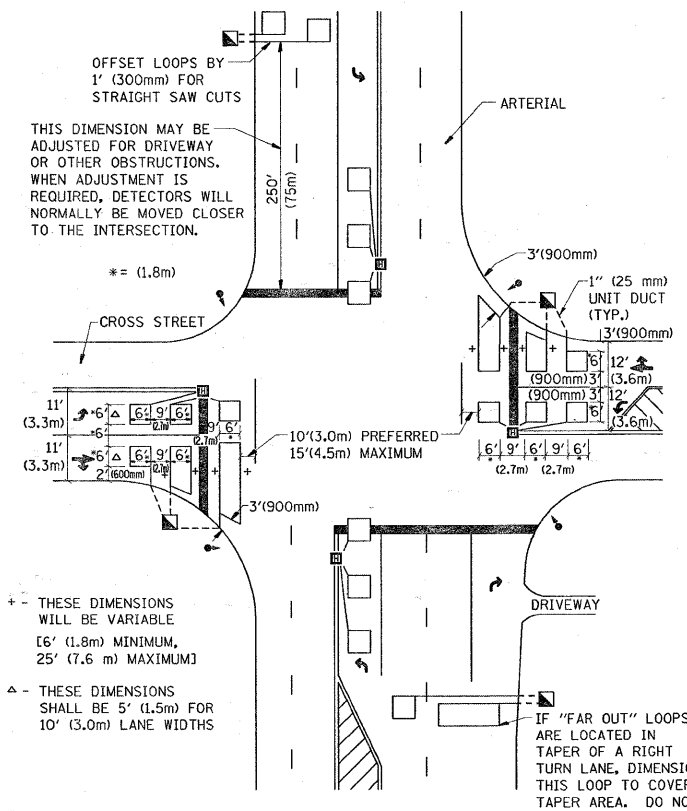 OFFSET LOOPS BY
1' (300mm) FOR
STRAIGHT SAW CUTS
THIS DIMENSION MAY BE
ADJUSTED FOR DRIVEWAY
OR OTHER OBSTRUCTIONS.
WHEN ADJUSTMENT IS
REQUIRED, DETECTORS WILL
NORMALLY BE MOVED CLOSER
TO THE INTERSECTION.
* = (1.8m)
250'
(75m)
ARTERIAL
3'(900mm)
1" (25 mm)
UNIT DUCT
(TYP.)
3'(900mm)
CROSS STREET
H
H
+
+
+
+
*6'
12'
(3.6m)
(900mm) 3'
(900mm) 3'
12'
*6'
(3.6m)
H
6' 9' 6' 9' 6'
* * *
(2.7m) (2.7m)
11'
(3.3m)
*6'
△
6' 9' 6'
* *
(2.7m)
H
9' 6'
*
(2.7m)
*6'
11'
(3.3m)
*6'
△
6' 9' 6'
* *
(2.7m)
2' (600mm)
+
+
+
+
10'(3.0m) PREFERRED
15'(4.5m) MAXIMUM
3'(900mm)
H
DRIVEWAY
+ - THESE DIMENSIONS
WILL BE VARIABLE
[6' (1.8m) MINIMUM,
25' (7.6 m) MAXIMUM]
△ - THESE DIMENSIONS
SHALL BE 5' (1.5m) FOR
10' (3.0m) LANE WIDTHS
IF "FAR OUT" LOOPS
ARE LOCATED IN
TAPER OF A RIGHT
TURN LANE, DIMENSIO
THIS LOOP TO COVER
TAPER AREA. DO NO